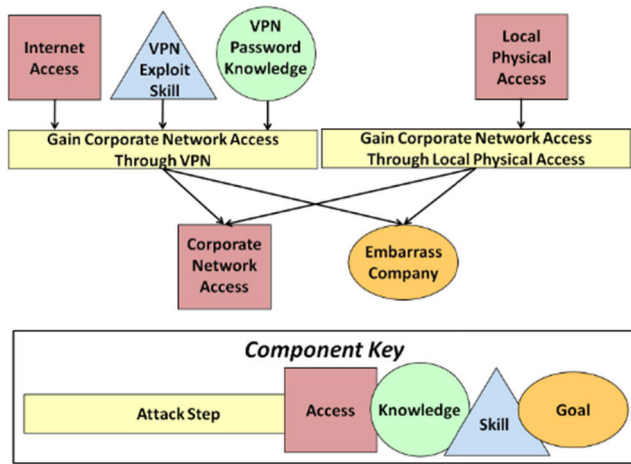 Internet
Access
VPN
Exploit
Skill
VPN
Password
Knowledge
Local
Physical
Access
Gain Corporate Network Access
Through VPN
Gain Corporate Network Access
Through Local Physical Access
Corporate
Network
Access
Embarrass
Company
Component Key
Attack Step
Access
Knowledge
Skill
Goal